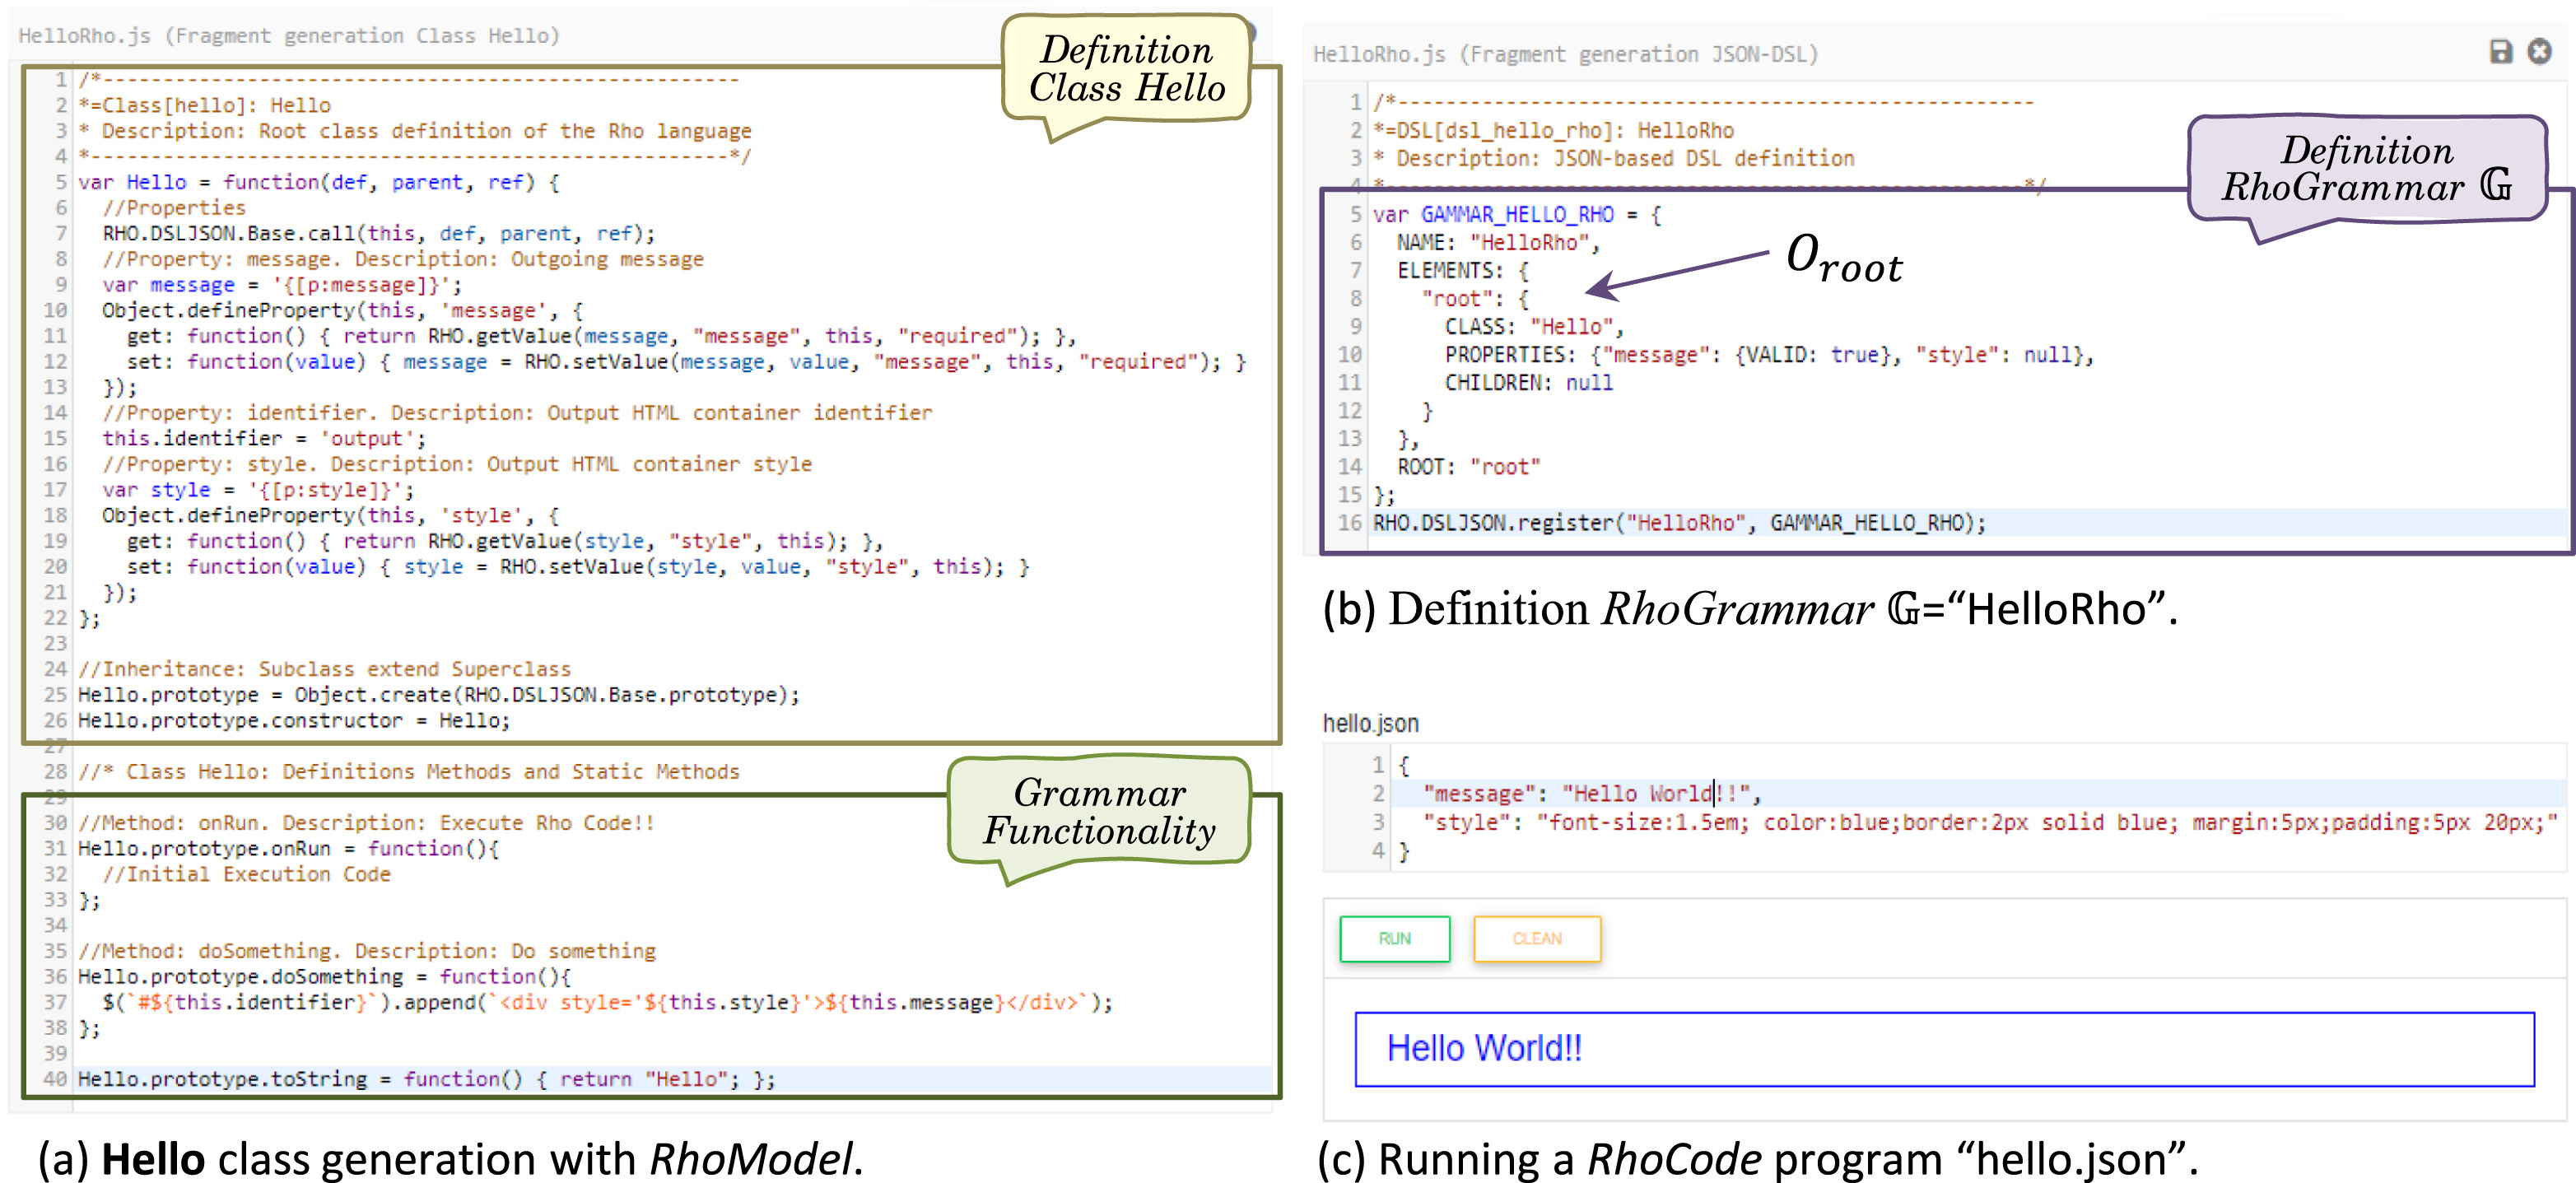 HelloRho.js (Fragment generation Class Hello)
Definition
Class Hello
1 /*-----------------------------------------------------
2 *=Class[hello]: Hello
3 * Description: Root class definition of the Rho language
4 *-----------------------------------------------------*/
5 var Hello = function(def, parent, ref) {
6   //Properties
7   RHO.DSLJSON.Base.call(this, def, parent, ref);
8   //Property: message. Description: Outgoing message
9   var message = '{[p:message]}';
10   Object.defineProperty(this, 'message', {
11     get: function() { return RHO.getValue(message, "message", this, "required"); },
12     set: function(value) { message = RHO.setValue(message, value, "message", this, "required"); }
13   });
14   //Property: identifier. Description: Output HTML container identifier
15   this.identifier = 'output';
16   //Property: style. Description: Output HTML container style
17   var style = '{[p:style]}';
18   Object.defineProperty(this, 'style', {
19     get: function() { return RHO.getValue(style, "style", this); },
20     set: function(value) { style = RHO.setValue(style, value, "style", this); }
21   });
22 };
23
24 //Inheritance: Subclass extend Superclass
25 Hello.prototype = Object.create(RHO.DSLJSON.Base.prototype);
26 Hello.prototype.constructor = Hello;
27
28 //* Class Hello: Definitions Methods and Static Methods
Grammar
Functionality
29
30 //Method: onRun. Description: Execute Rho Code!!
31 Hello.prototype.onRun = function(){
32   //Initial Execution Code
33 };
34
35 //Method: doSomething. Description: Do something
36 Hello.prototype.doSomething = function(){
37   $(`#${this.identifier}`).append(`<div style='${this.style}'>${this.message}</div>`);
38 };
39
40 Hello.prototype.toString = function() { return "Hello"; };
(a) Hello class generation with RhoModel.
HelloRho.js (Fragment generation JSON-DSL)
Definition
RhoGrammar 𝔾
1 /*-----------------------------------------------------
2 *=DSL[dsl_hello_rho]: HelloRho
3 * Description: JSON-based DSL definition
4 *-----------------------------------------------------*/
5 var GAMMAR_HELLO_RHO = {
6   NAME: "HelloRho",
7   ELEMENTS: {
8     "root": {
O_root
9       CLASS: "Hello",
10       PROPERTIES: {"message": {VALID: true}, "style": null},
11       CHILDREN: null
12     }
13   },
14   ROOT: "root"
15 };
16 RHO.DSLJSON.register("HelloRho", GAMMAR_HELLO_RHO);
(b) Definition RhoGrammar 𝔾=“HelloRho”.
hello.json
1 {
2   "message": "Hello World!!",
3   "style": "font-size:1.5em; color:blue;border:2px solid blue; margin:5px;padding:5px 20px;"
4 }
RUN CLEAN
Hello World!!
(c) Running a RhoCode program “hello.json”.